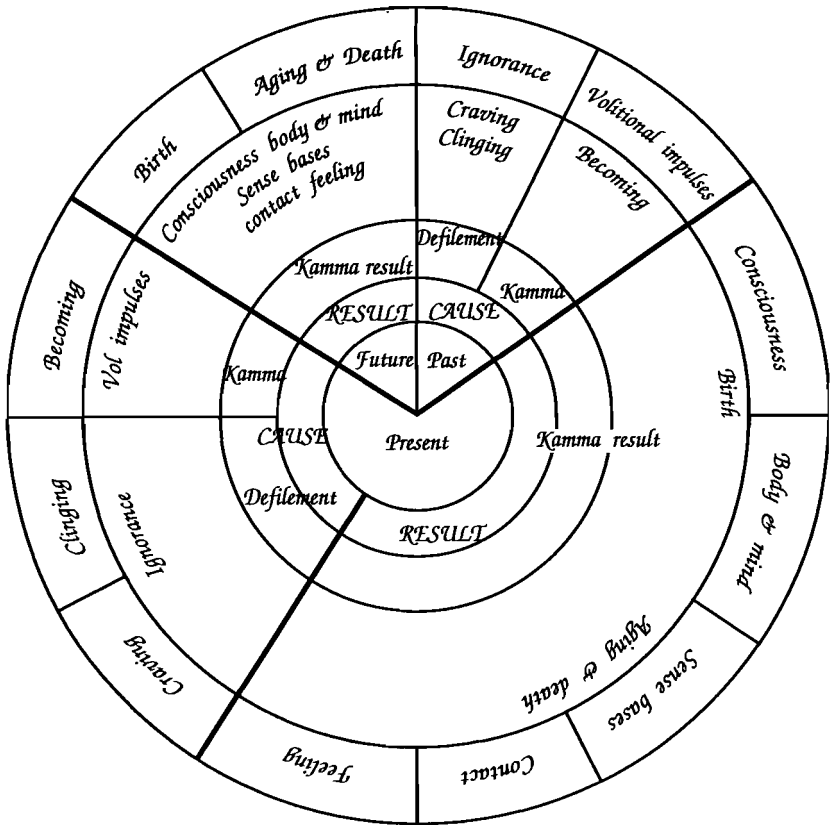 Aging & Death
Ignorance
Volitional impulses
Consciousness
Body & mind
Sense bases
Contact
Feeling
Craving
Clinging
Becoming
Birth
Consciousness body & mind
Sense bases
contact feeling
Craving
Clinging
Becoming
Birth
Aging & death
Ignorance
Vol impulses
Kamma result
Defilement
Kamma
Kamma result
Defilement
Kamma
RESULT
CAUSE
RESULT
CAUSE
Future
Past
Present